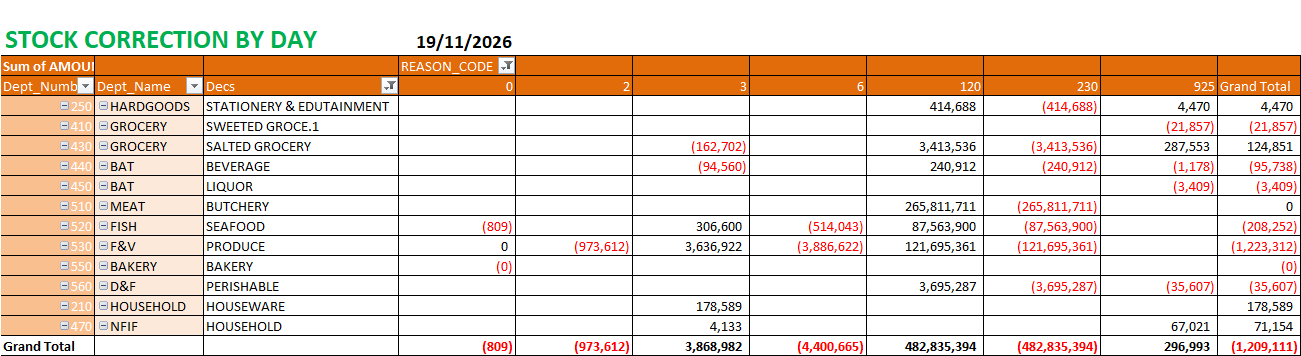 STOCK CORRECTION BY DAY 19/11/2026
Sum of AMOU REASON_CODE
Dept_Numb Dept_Name Decs 0 2 3 6 120 230 925 Grand Total
250 HARDGOODS STATIONERY & EDUTAINMENT 414,688 (414,688) 4,470 4,470
410 GROCERY SWEETED GROCE.1 (21,857) (21,857)
430 GROCERY SALTED GROCERY (162,702) 3,413,536 (3,413,536) 287,553 124,851
440 BAT BEVERAGE (94,560) 240,912 (240,912) (1,178) (95,738)
450 BAT LIQUOR (3,409) (3,409)
510 MEAT BUTCHERY 265,811,711 (265,811,711) 0
520 FISH SEAFOOD (809) 306,600 (514,043) 87,563,900 (87,563,900) (208,252)
530 F&V PRODUCE 0 (973,612) 3,636,922 (3,886,622) 121,695,361 (121,695,361) (1,223,312)
550 BAKERY BAKERY (0) (0)
560 D&F PERISHABLE 3,695,287 (3,695,287) (35,607) (35,607)
210 HOUSEHOLD HOUSEWARE 178,589 178,589
470 NFIF HOUSEHOLD 4,133 67,021 71,154
Grand Total (809) (973,612) 3,868,982 (4,400,665) 482,835,394 (482,835,394) 296,993 (1,209,111)